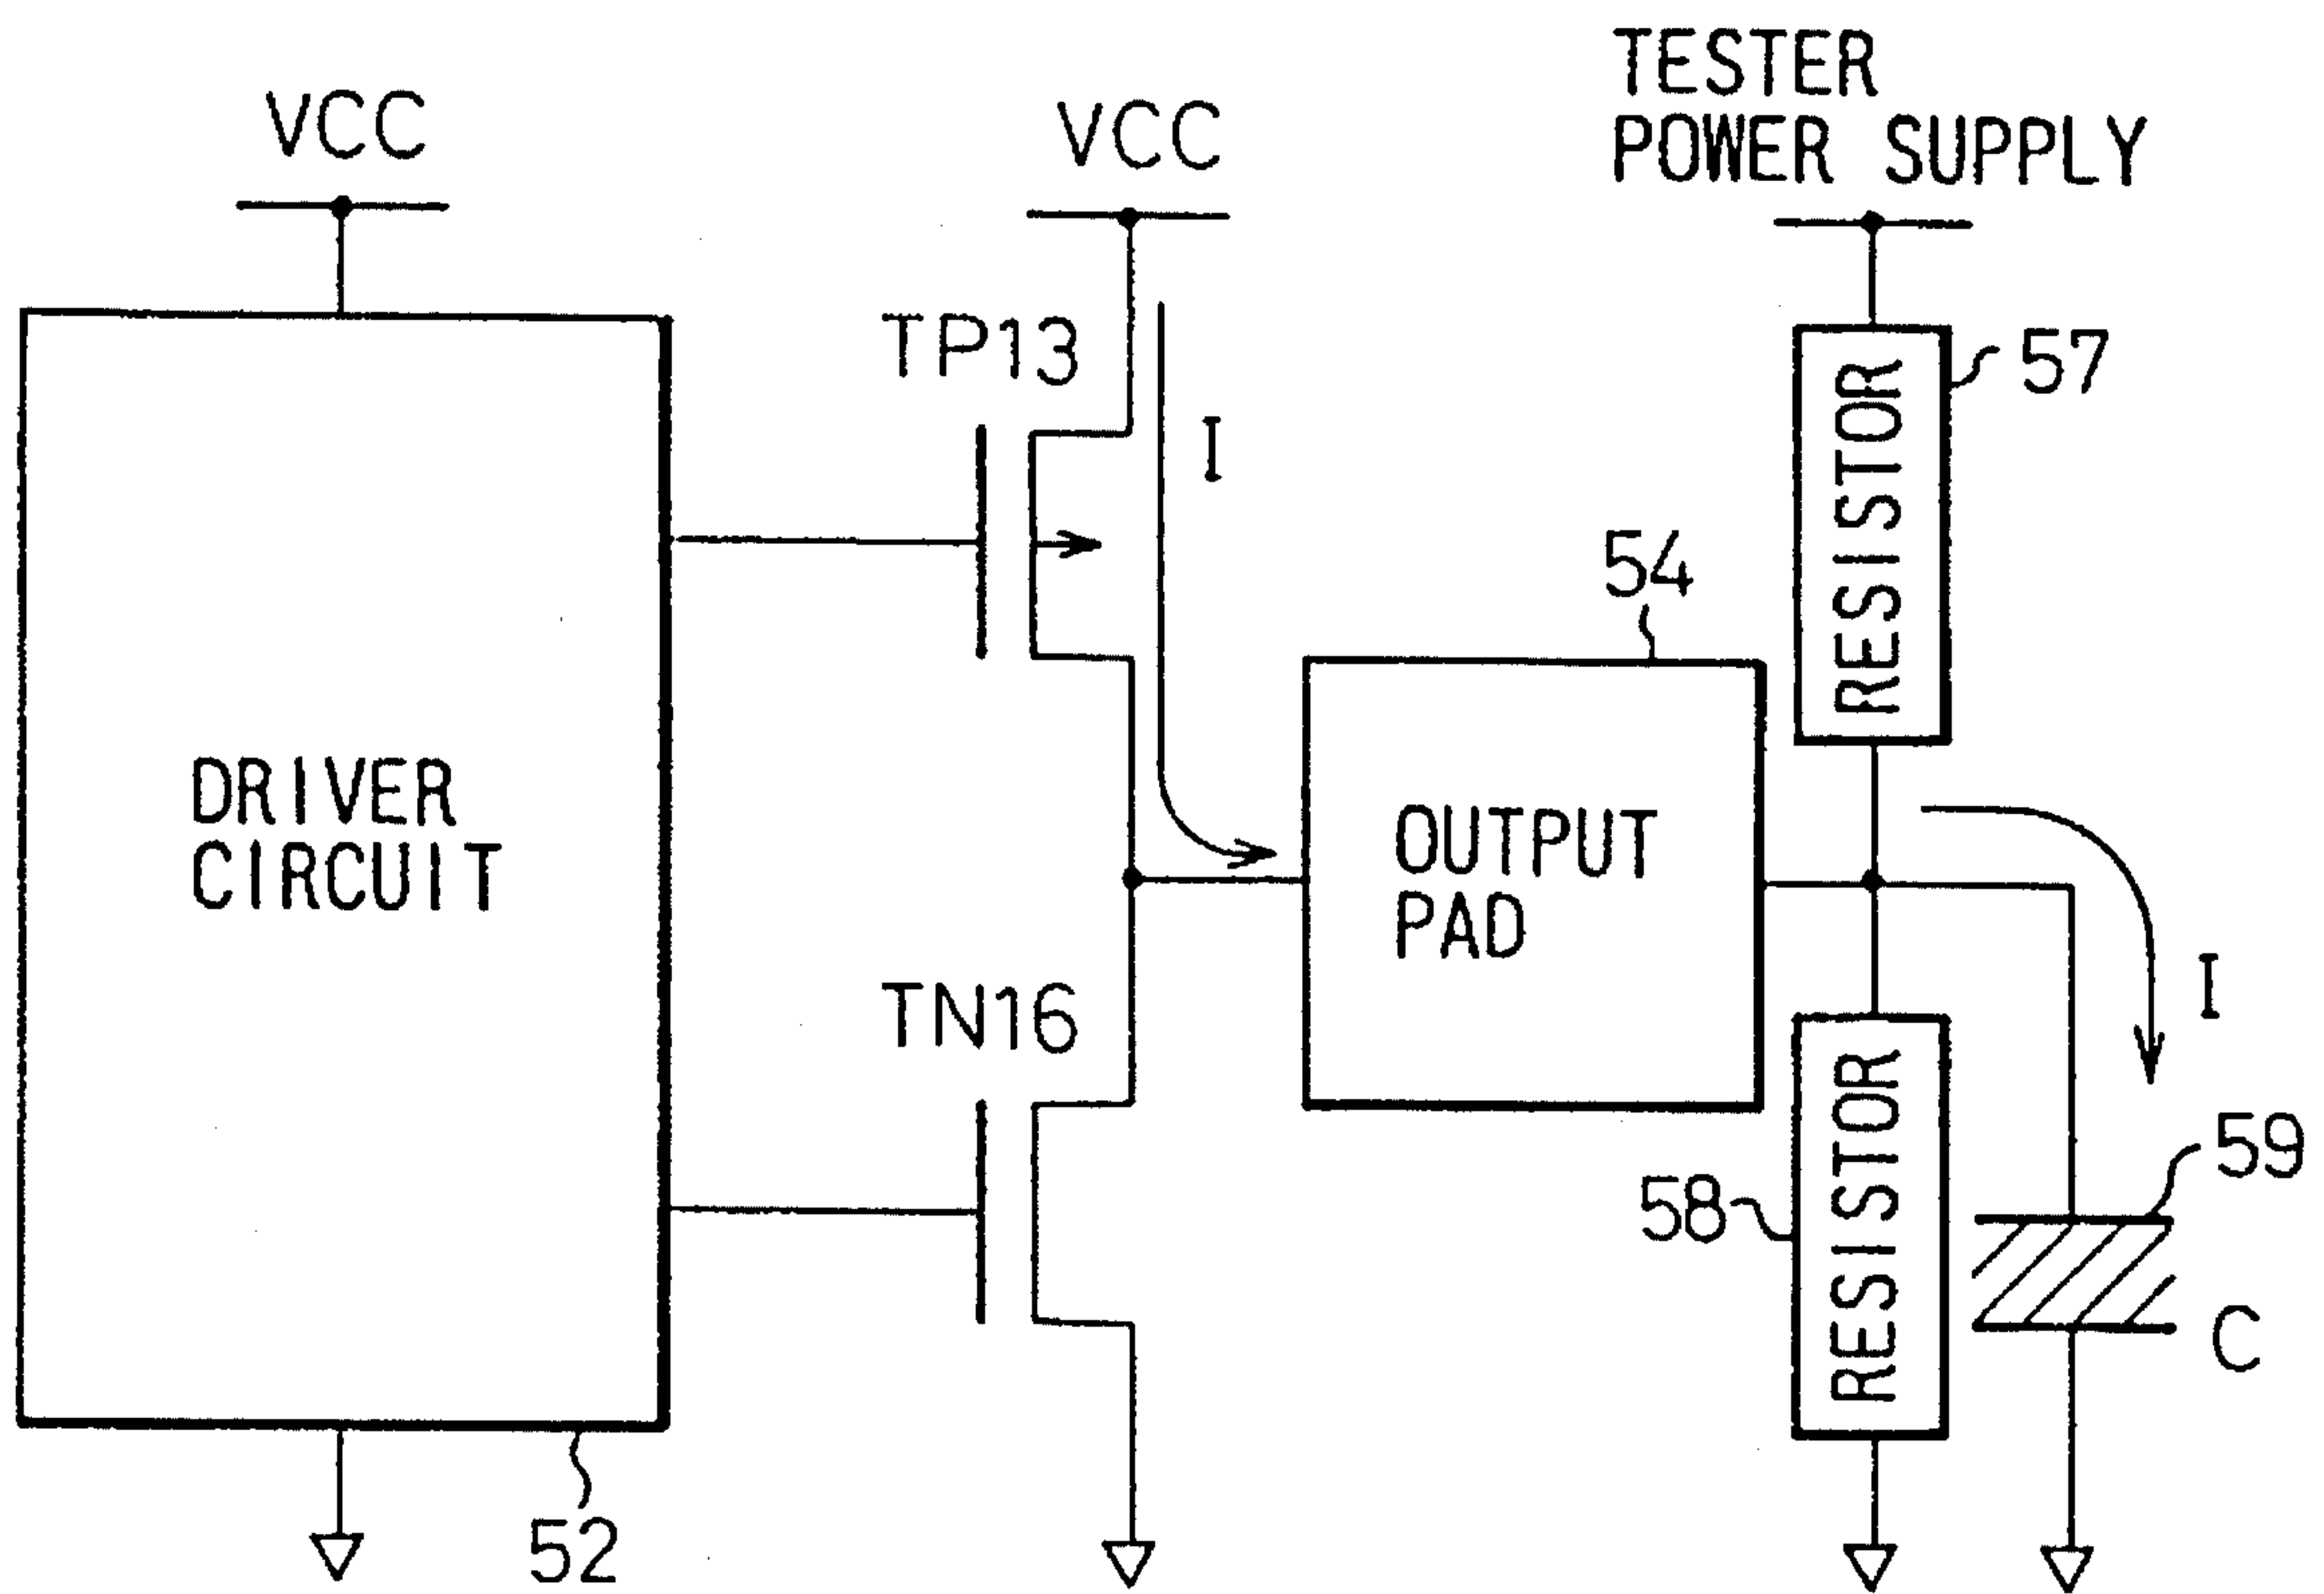 VCC
VCC
TESTER
POWER SUPPLY
TP13
I
RESISTOR
57
54
DRIVER
CIRCUIT
OUTPUT
PAD
TN16
I
RESISTOR
58
59
C
52